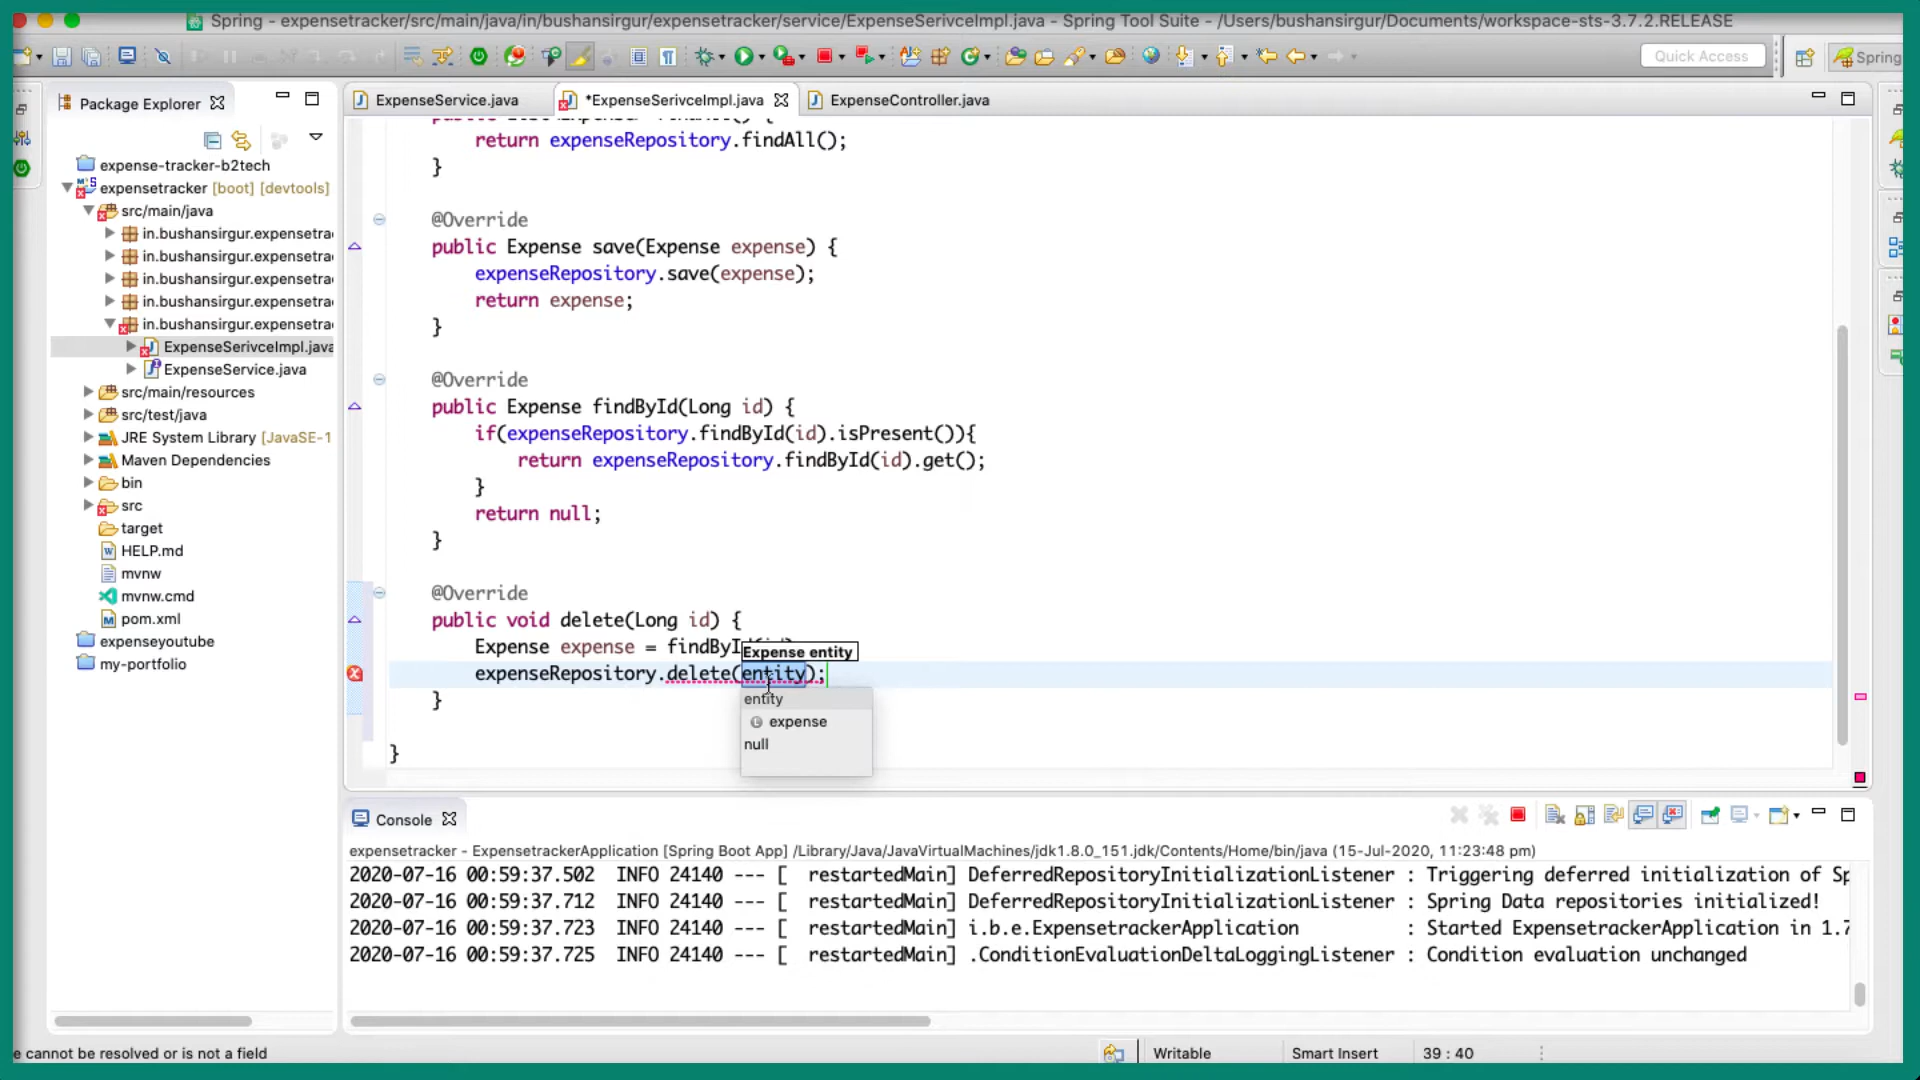 Spring - expensetracker/src/main/java/in/bushansirgur/expensetracker/service/ExpenseSerivceImpl.java - Spring Tool Suite - /Users/bushansirgur/Documents/workspace-sts-3.7.2.RELEASE
Quick Access
Spring
Package Explorer
ExpenseService.java
*ExpenseSerivceImpl.java
ExpenseController.java
expense-tracker-b2tech
expensetracker [boot] [devtools]
src/main/java
in.bushansirgur.expensetra
in.bushansirgur.expensetra
in.bushansirgur.expensetra
in.bushansirgur.expensetra
in.bushansirgur.expensetra
ExpenseSerivceImpl.java
ExpenseService.java
src/main/resources
src/test/java
JRE System Library [JavaSE-1
Maven Dependencies
bin
src
target
HELP.md
mvnw
mvnw.cmd
pom.xml
expenseyoutube
my-portfolio
return expenseRepository.findAll();
}
@Override
public Expense save(Expense expense) {
expenseRepository.save(expense);
return expense;
}
@Override
public Expense findById(Long id) {
if(expenseRepository.findById(id).isPresent()){
return expenseRepository.findById(id).get();
}
return null;
}
@Override
public void delete(Long id) {
Expense expense = findBy
Expense entity
expenseRepository.delete(entity);
entity
expense
null
}
}
Console
expensetracker - ExpensetrackerApplication [Spring Boot App] /Library/Java/JavaVirtualMachines/jdk1.8.0_151.jdk/Contents/Home/bin/java (15-Jul-2020, 11:23:48 pm)
2020-07-16 00:59:37.502 INFO 24140 --- [ restartedMain] DeferredRepositoryInitializationListener : Triggering deferred initialization of Sp
2020-07-16 00:59:37.712 INFO 24140 --- [ restartedMain] DeferredRepositoryInitializationListener : Spring Data repositories initialized!
2020-07-16 00:59:37.723 INFO 24140 --- [ restartedMain] i.b.e.ExpensetrackerApplication : Started ExpensetrackerApplication in 1.7
2020-07-16 00:59:37.725 INFO 24140 --- [ restartedMain] .ConditionEvaluationDeltaLoggingListener : Condition evaluation unchanged
e cannot be resolved or is not a field
Writable
Smart Insert
39 : 40